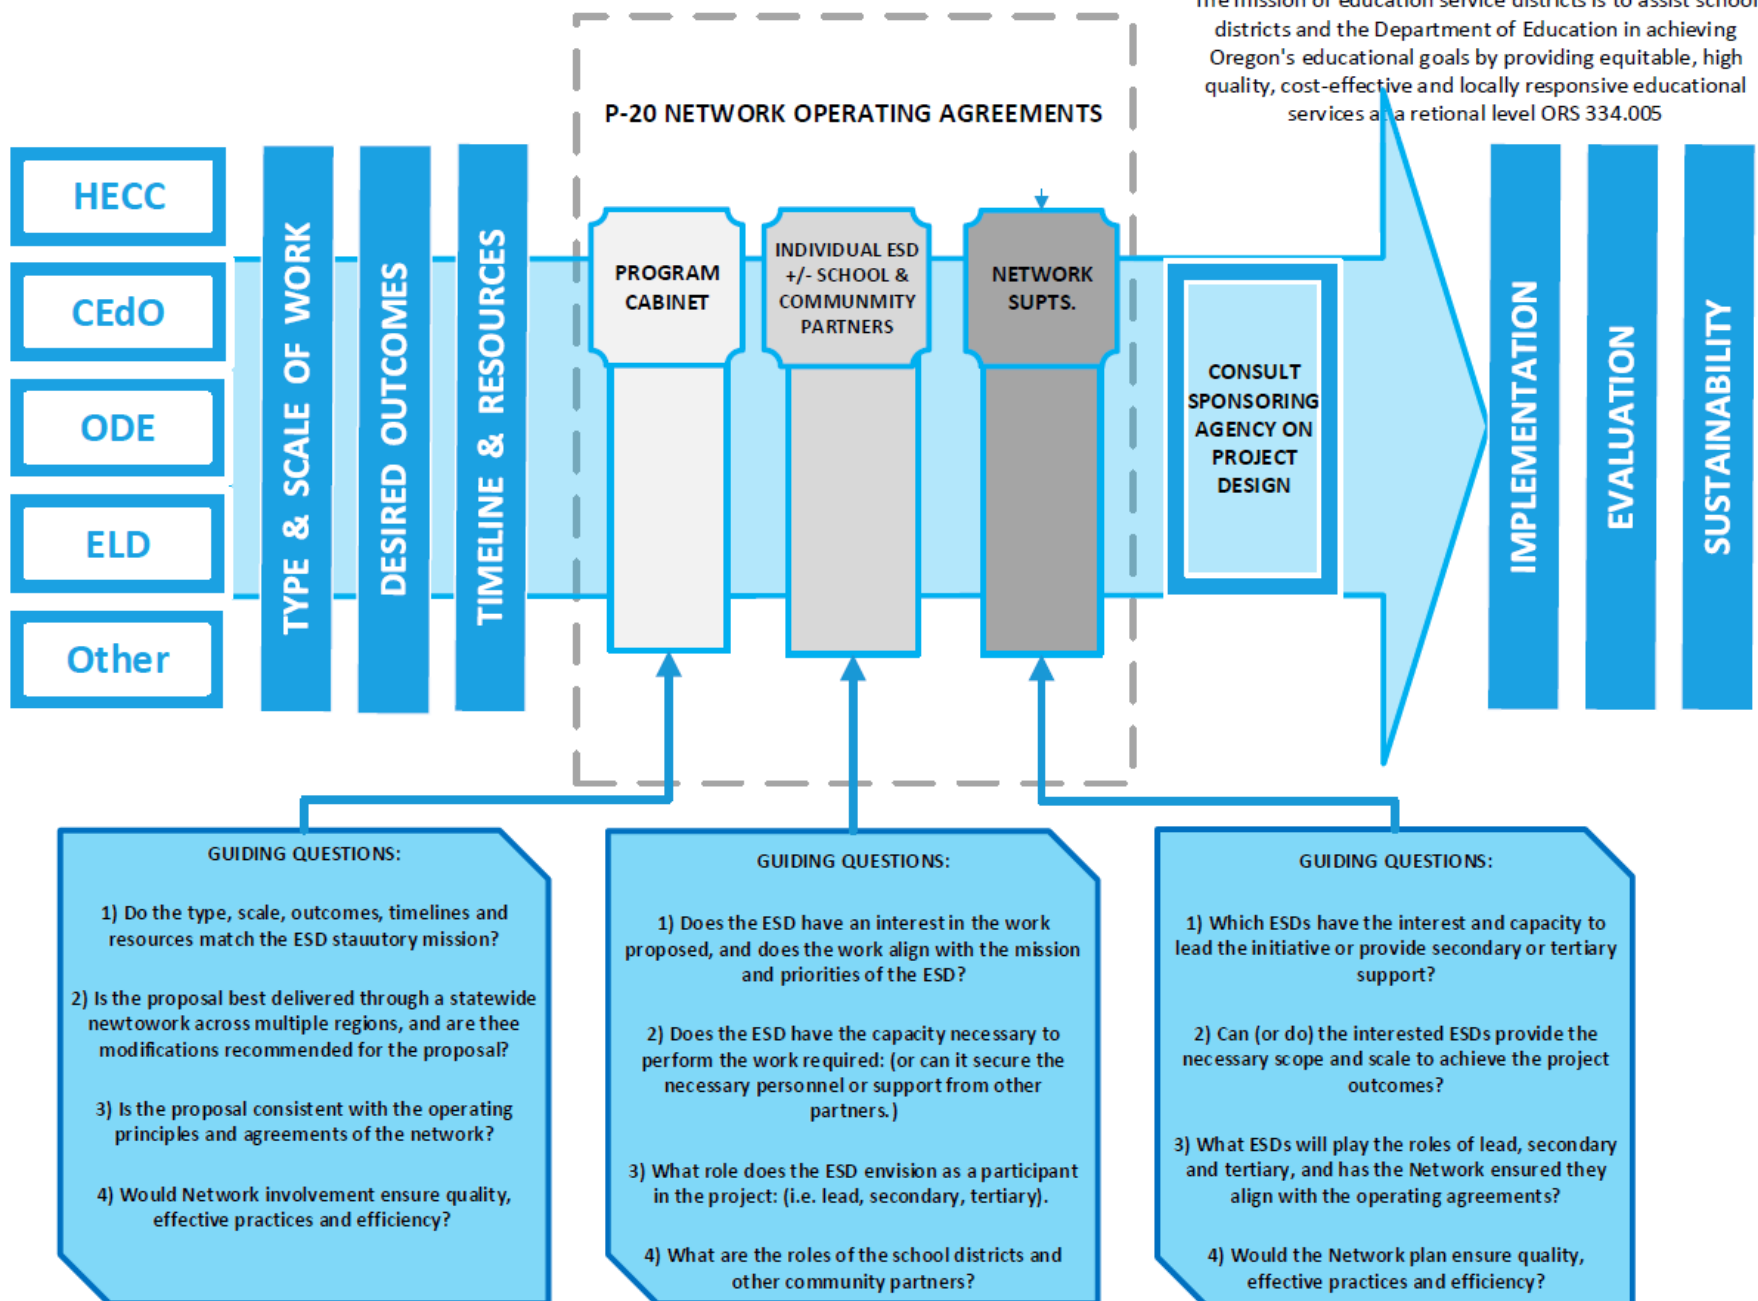 The mission of education service districts is to assist school
districts and the Department of Education in achieving
Oregon's educational goals by providing equitable, high
quality, cost-effective and locally responsive educational
services at a retional level ORS 334.005
P-20 NETWORK OPERATING AGREEMENTS
HECC
CEdO
ODE
ELD
Other
TYPE & SCALE OF WORK
DESIRED OUTCOMES
TIMELINE & RESOURCES
PROGRAM
CABINET
INDIVIDUAL ESD
+/- SCHOOL &
COMMUNMITY
PARTNERS
NETWORK
SUPTS.
CONSULT
SPONSORING
AGENCY ON
PROJECT
DESIGN
IMPLEMENTATION
EVALUATION
SUSTAINABILITY
GUIDING QUESTIONS:
1) Do the type, scale, outcomes, timelines and
resources match the ESD stauutory mission?
2) Is the proposal best delivered through a statewide
newtowork across multiple regions, and are thee
modifications recommended for the proposal?
3) Is the proposal consistent with the operating
principles and agreements of the network?
4) Would Network involvement ensure quality,
effective practices and efficiency?
GUIDING QUESTIONS:
1) Does the ESD have an interest in the work
proposed, and does the work align with the mission
and priorities of the ESD?
2) Does the ESD have the capacity necessary to
perform the work required: (or can it secure the
necessary personnel or support from other
partners.)
3) What role does the ESD envision as a participant
in the project: (i.e. lead, secondary, tertiary).
4) What are the roles of the school districts and
other community partners?
GUIDING QUESTIONS:
1) Which ESDs have the interest and capacity to
lead the initiative or provide secondary or tertiary
support?
2) Can (or do) the interested ESDs provide the
necessary scope and scale to achieve the project
outcomes?
3) What ESDs will play the roles of lead, secondary
and tertiary, and has the Network ensured they
align with the operating agreements?
4) Would the Network plan ensure quality,
effective practices and efficiency?